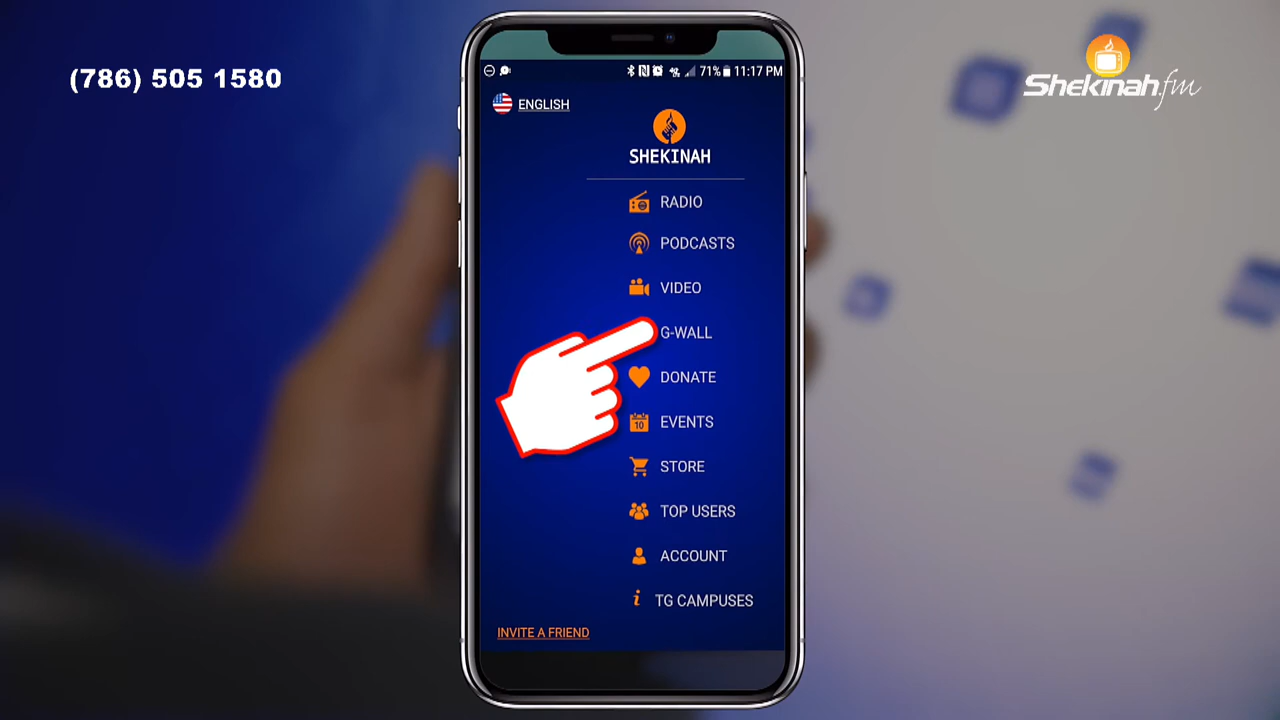 (786) 505 1580
Shekinah.fm
71% 11:17 PM
ENGLISH
SHEKINAH
RADIO
PODCASTS
VIDEO
G-WALL
DONATE
10
EVENTS
STORE
TOP USERS
ACCOUNT
TG CAMPUSES
INVITE A FRIEND